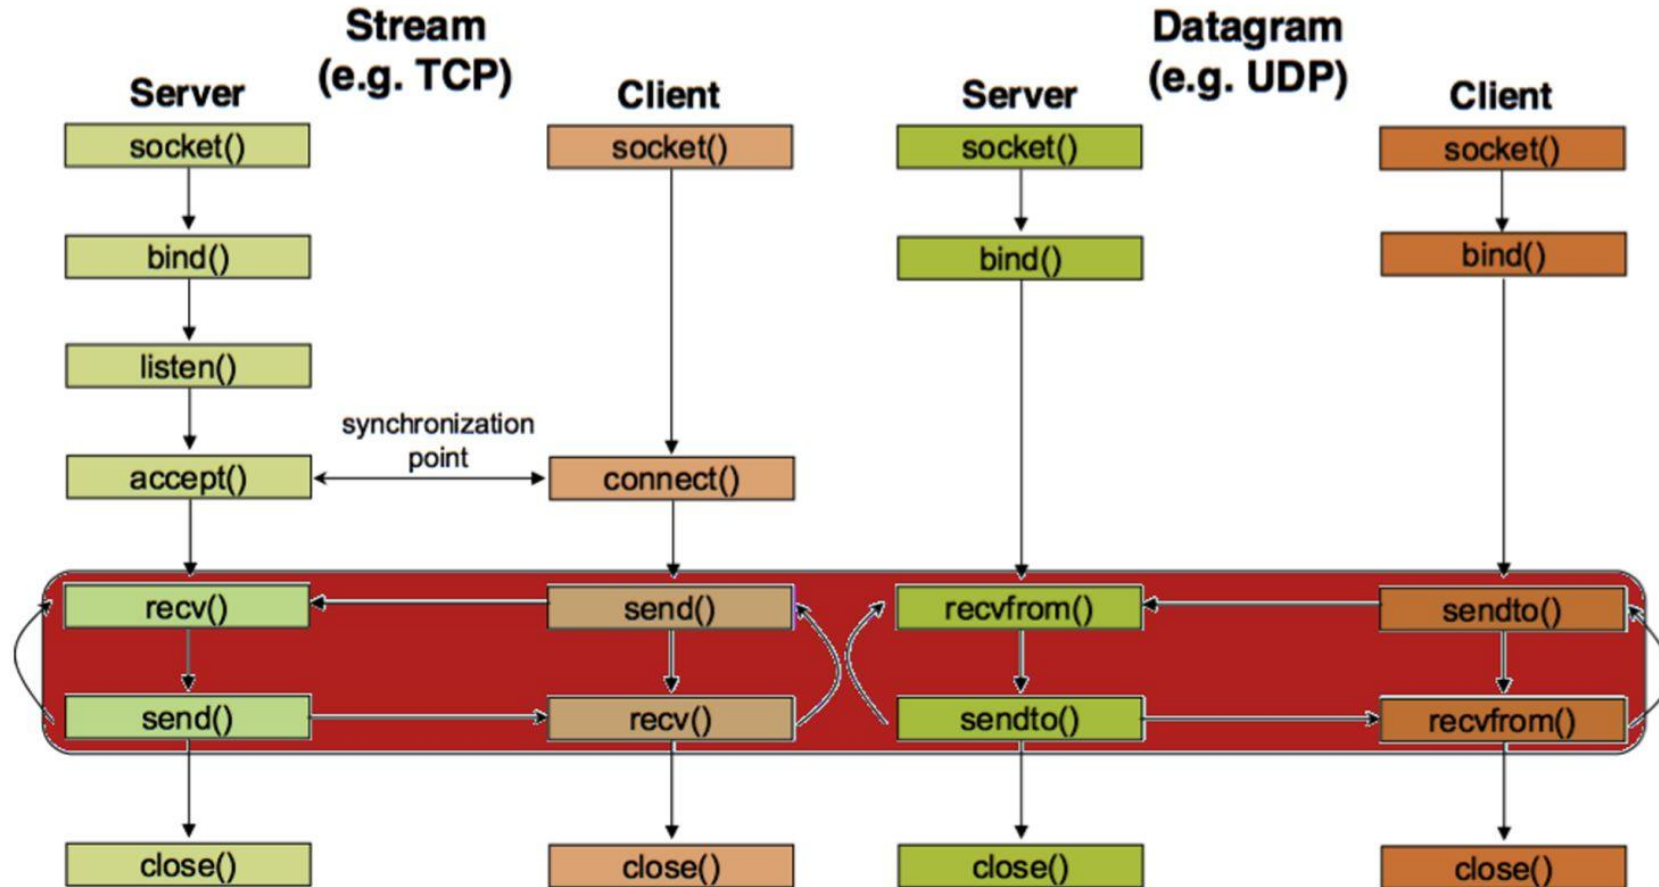 Stream
(e.g. TCP)
Server
Client
socket()
socket()
bind()
listen()
synchronization
point
accept()
connect()
recv()
send()
send()
recv()
close()
close()
Datagram
(e.g. UDP)
Server
Client
socket()
socket()
bind()
bind()
recvfrom()
sendto()
sendto()
recvfrom()
close()
close()